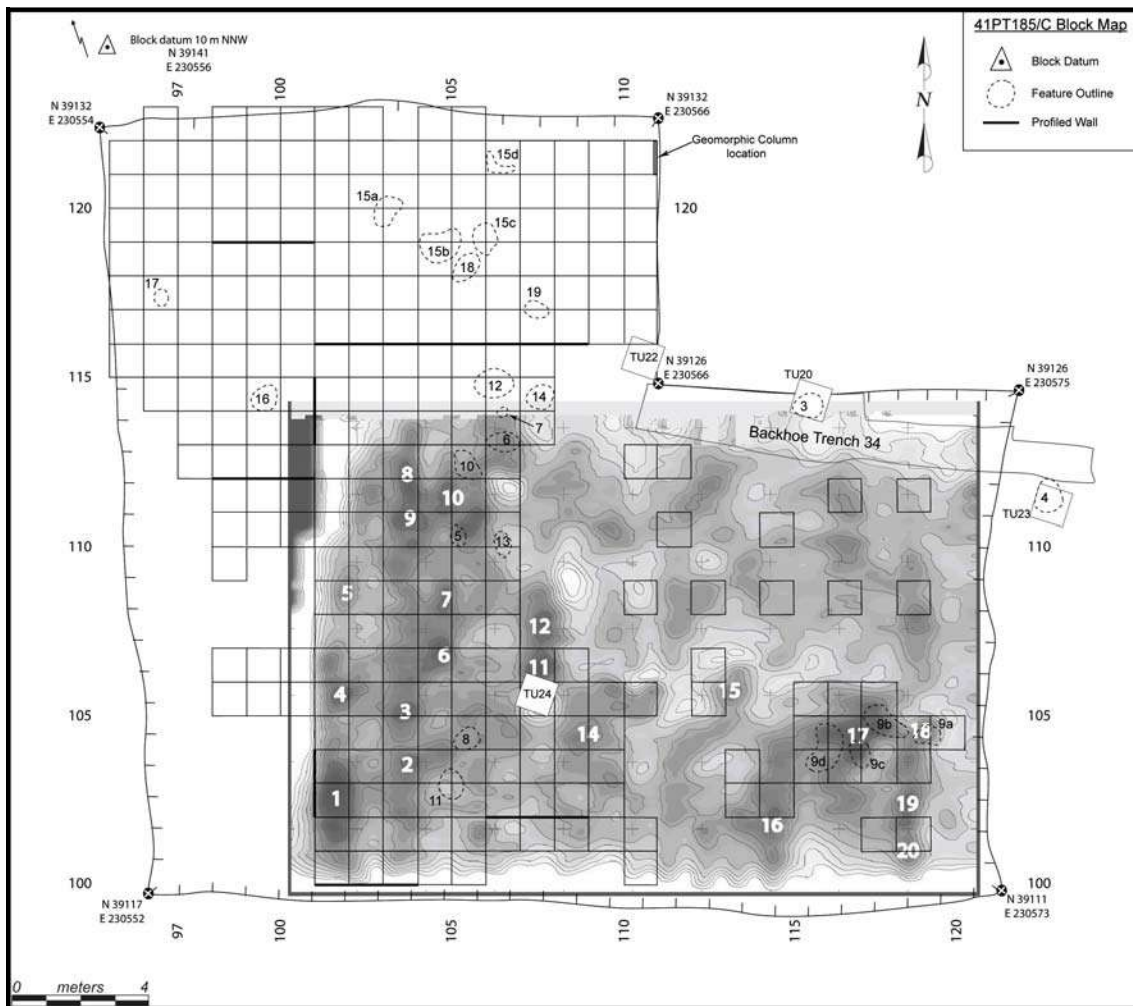 41PT185/C Block Map
Block Datum
Feature Outline
Profiled Wall
Block datum 10 m NNW
N 39141
E 230556
N 39132
E 230554
97
100
105
110
N 39132
E 230566
N
Geomorphic Column
location
15d
15a
120
120
15c
15b
18
17
19
TU22
N 39126
E 230566
TU20
N 39126
E 230575
115
12
16
14
3
7
Backhoe Trench 34
6
8
10
10
4
TU23
9
5
13
110
110
5
7
12
6
11
4
TU24
15
3
105
105
14
8
17
9b
18
9a
2
9d
9c
1
11
19
16
20
100
100
N 39117
E 230552
N 39111
E 230573
97
100
105
110
115
120
0 meters 4